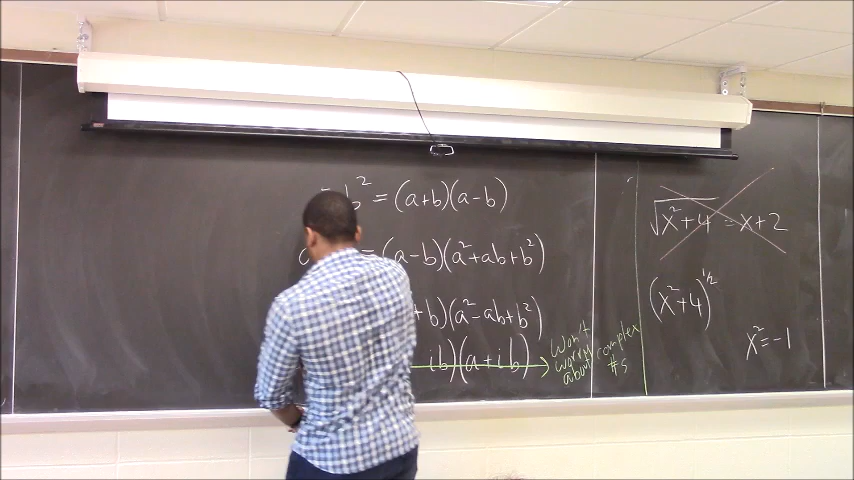 b² = (a+b)(a-b)
a = (a-b)(a²+ab+b²)
+b)(a²-ab+b²)
ib)(a+ib)
won't
worry
about
complex
#s
√x²+4 = x+2
(x²+4)^½
x²=-1